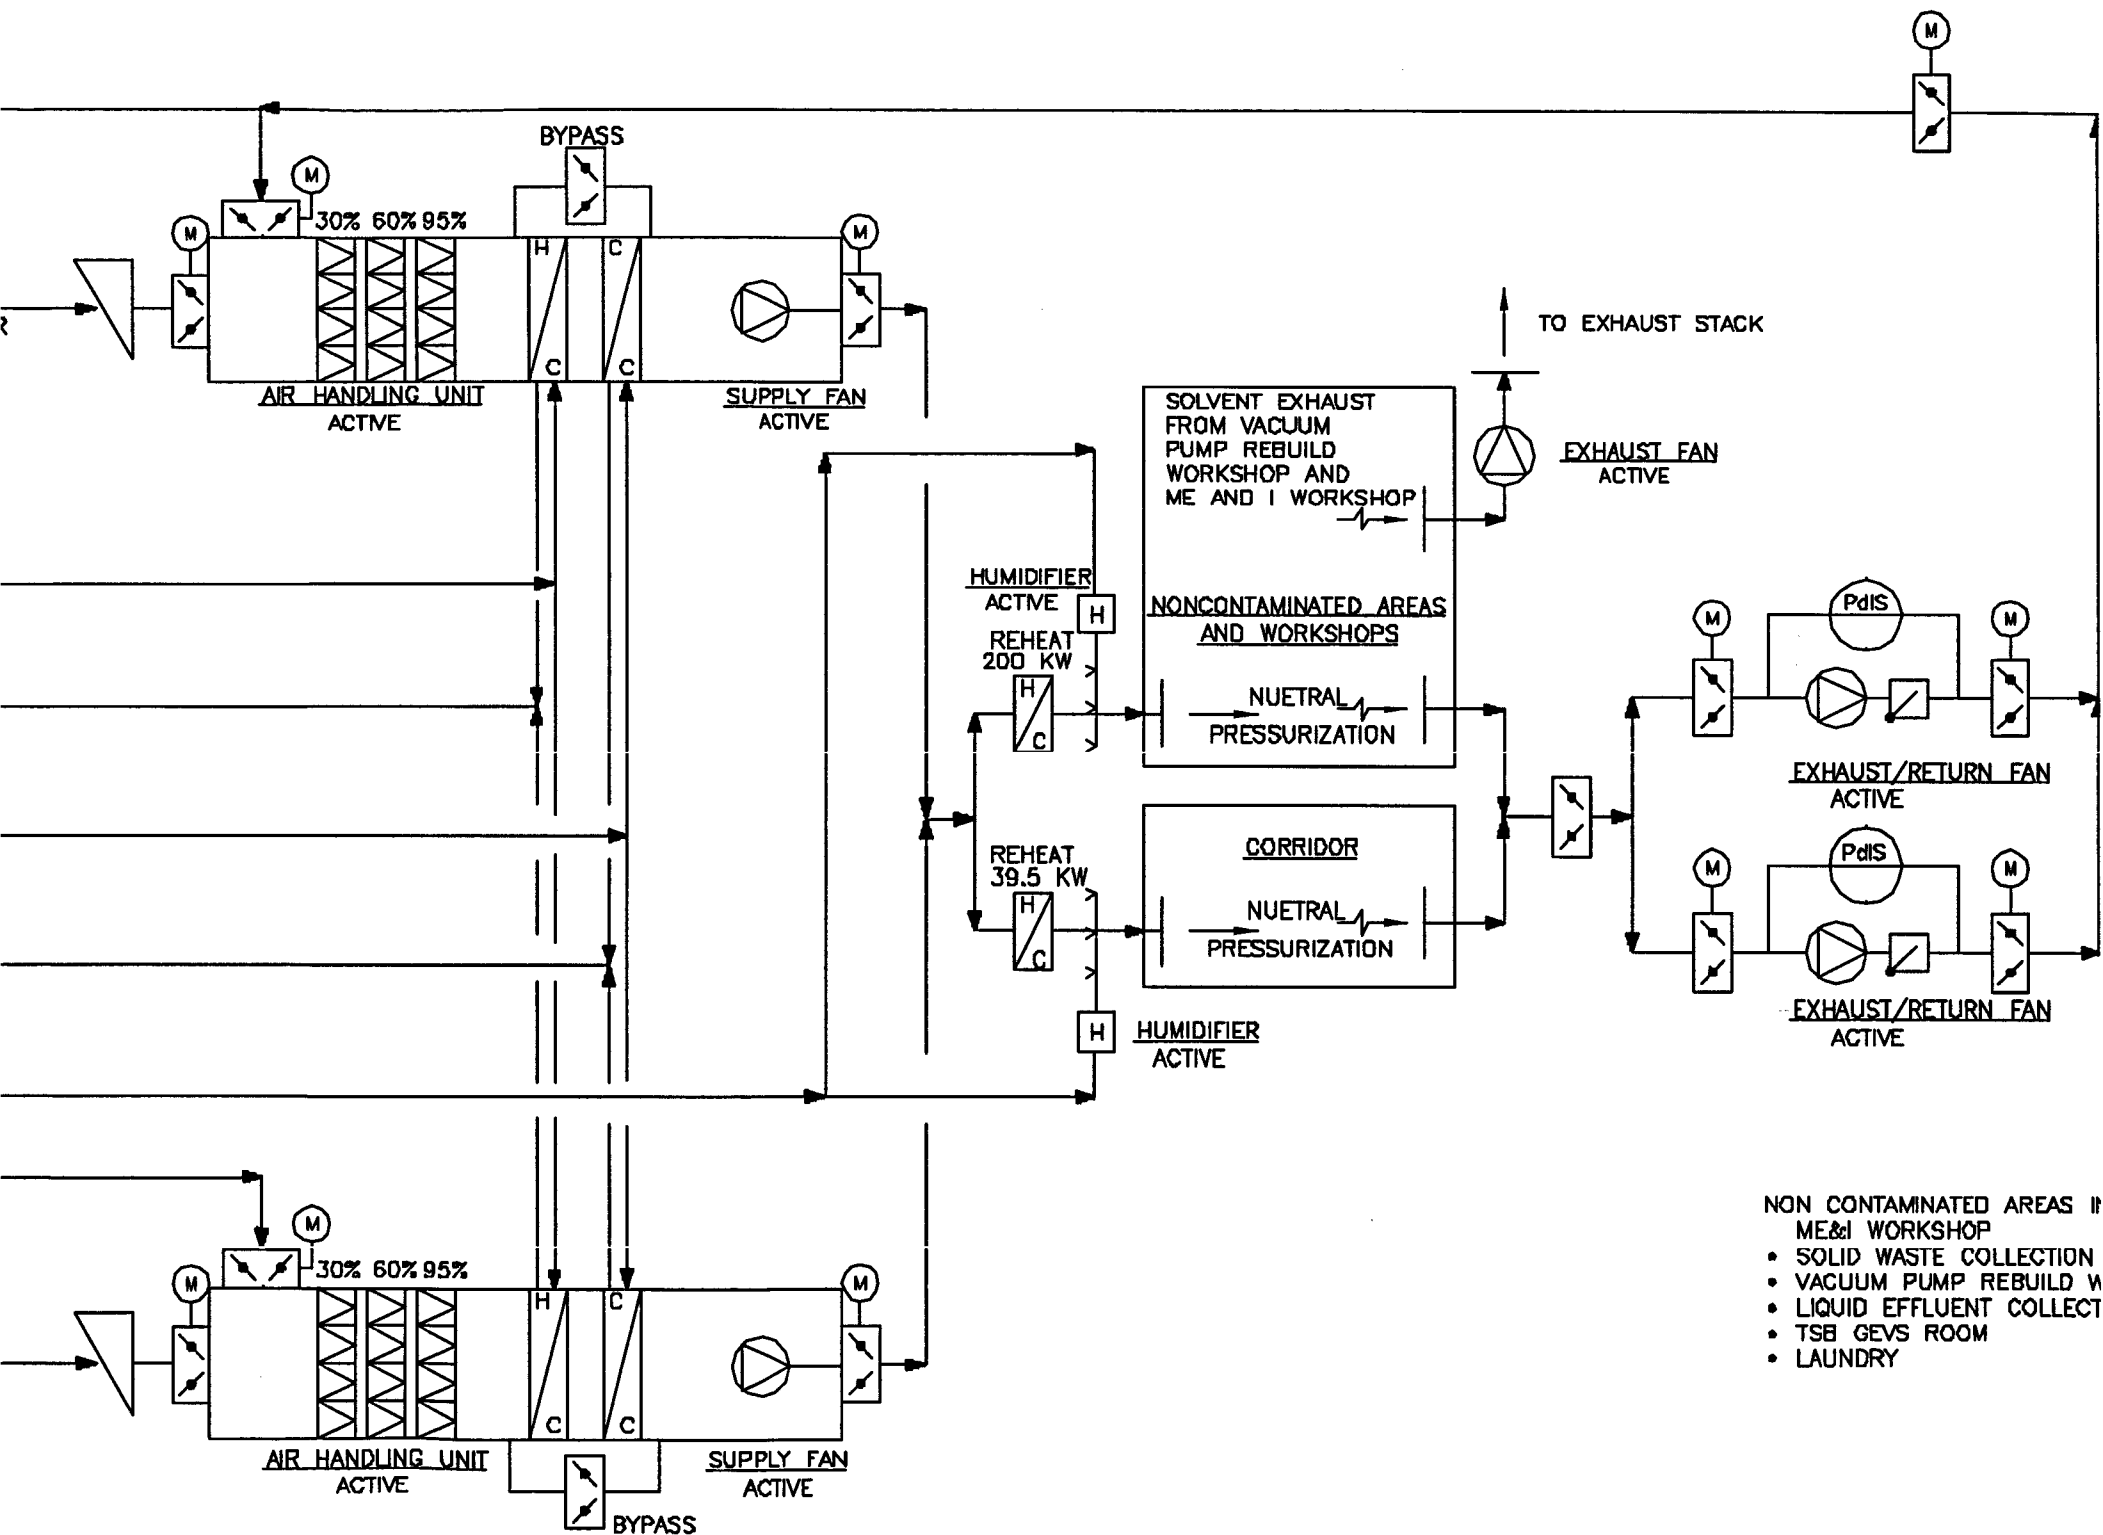 M
BYPASS
M
30% 60% 95%
M
M
H
C
C
C
R
AIR HANDLING UNIT
ACTIVE
SUPPLY FAN
ACTIVE
TO EXHAUST STACK
SOLVENT EXHAUST
FROM VACUUM
PUMP REBUILD
WORKSHOP AND
ME AND I WORKSHOP
EXHAUST FAN
ACTIVE
HUMIDIFIER
ACTIVE
H
NONCONTAMINATED AREAS
AND WORKSHOPS
REHEAT
200 KW
H
C
NUETRAL
PRESSURIZATION
M
PdIS
M
EXHAUST/RETURN FAN
ACTIVE
REHEAT
39.5 KW
H
C
CORRIDOR
NUETRAL
PRESSURIZATION
M
PdIS
M
EXHAUST/RETURN FAN
ACTIVE
H
HUMIDIFIER
ACTIVE
NON CONTAMINATED AREAS
ME&I WORKSHOP
• SOLID WASTE COLLECTION
• VACUUM PUMP REBUILD
• LIQUID EFFLUENT COLLECT
• TSB GEVS ROOM
• LAUNDRY
M
30% 60% 95%
M
M
H
C
C
C
AIR HANDLING UNIT
ACTIVE
SUPPLY FAN
ACTIVE
BYPASS